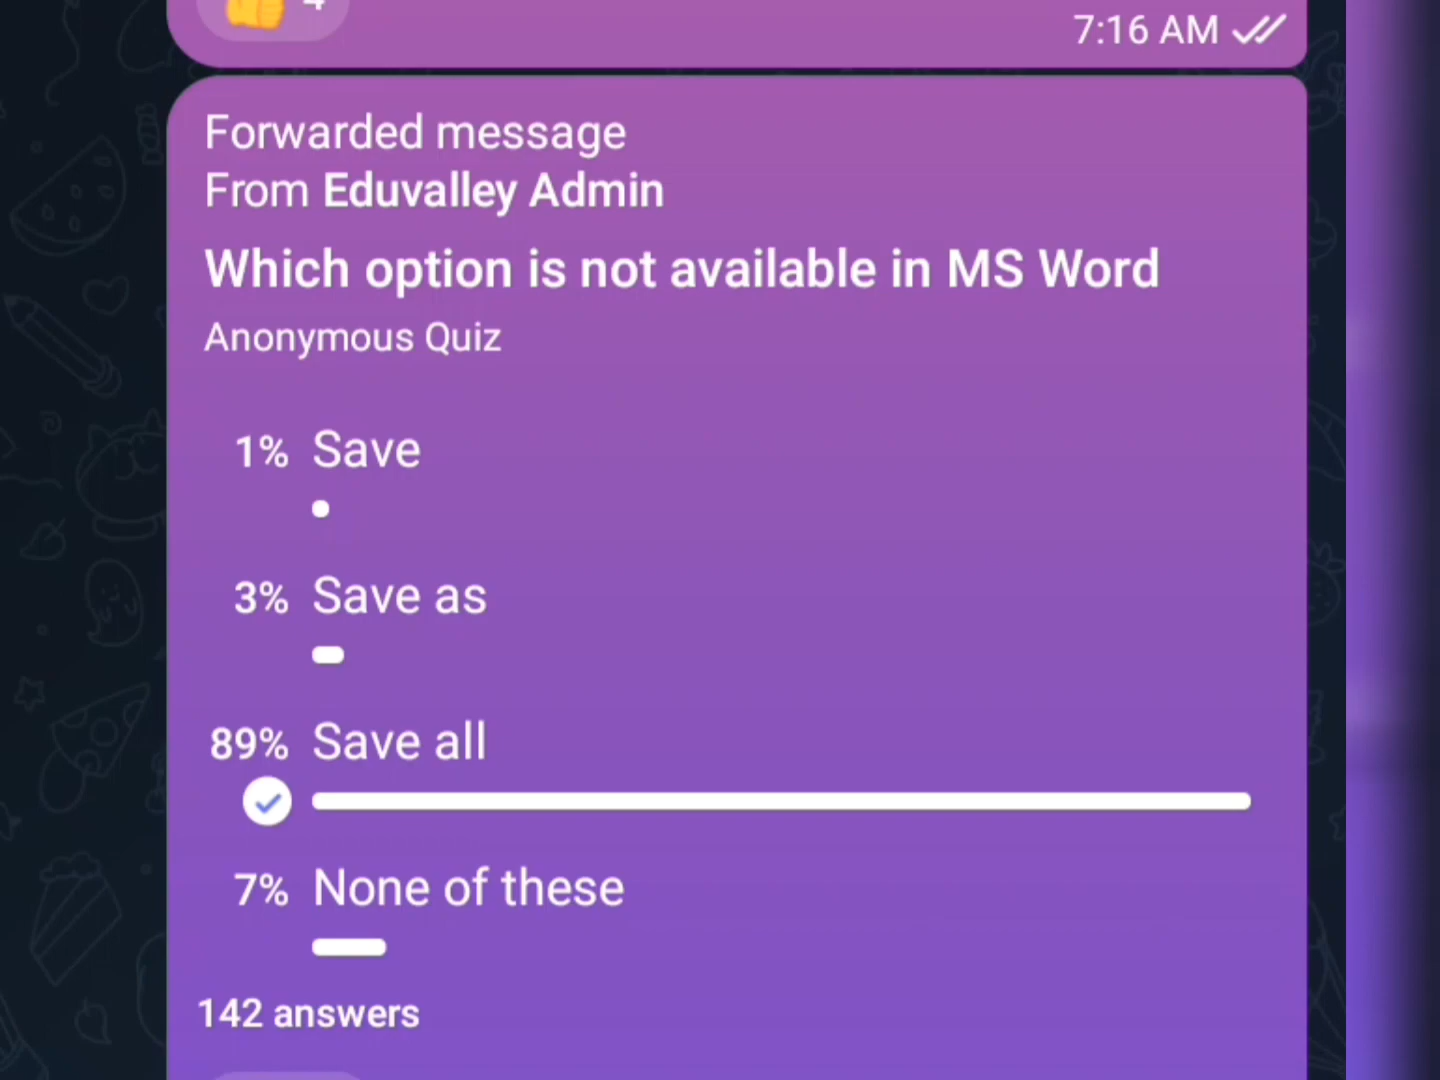 7:16 AM
Forwarded message
From Eduvalley Admin
Which option is not available in MS Word
Anonymous Quiz
1% Save
3% Save as
89% Save all
7% None of these
142 answers